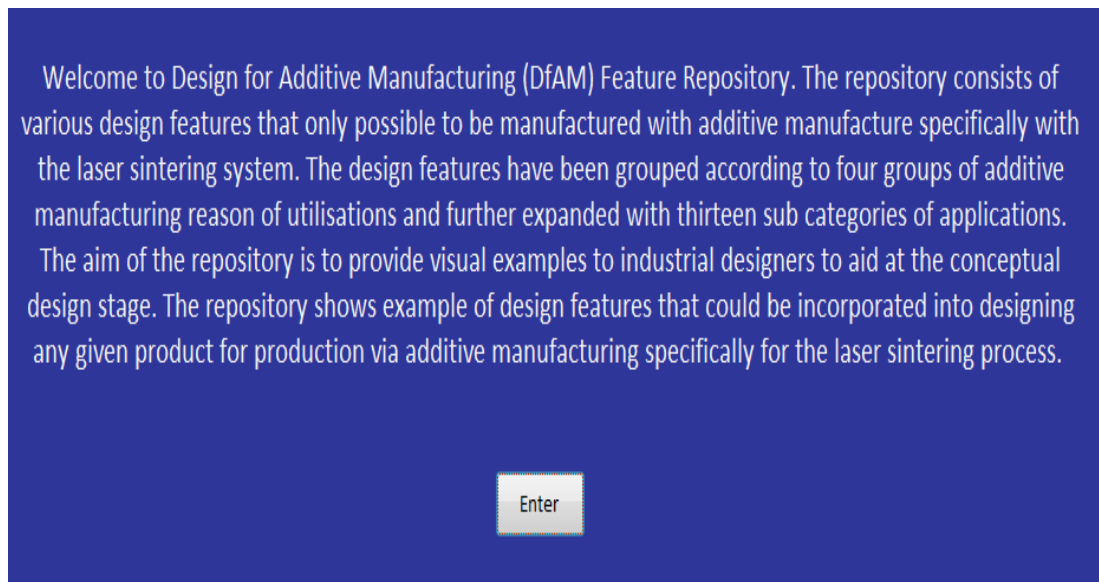 Welcome to Design for Additive Manufacturing (DfAM) Feature Repository. The repository consists of
various design features that only possible to be manufactured with additive manufacture specifically with
the laser sintering system. The design features have been grouped according to four groups of additive
manufacturing reason of utilisations and further expanded with thirteen sub categories of applications.
The aim of the repository is to provide visual examples to industrial designers to aid at the conceptual
design stage. The repository shows example of design features that could be incorporated into designing
any given product for production via additive manufacturing specifically for the laser sintering process.
Enter